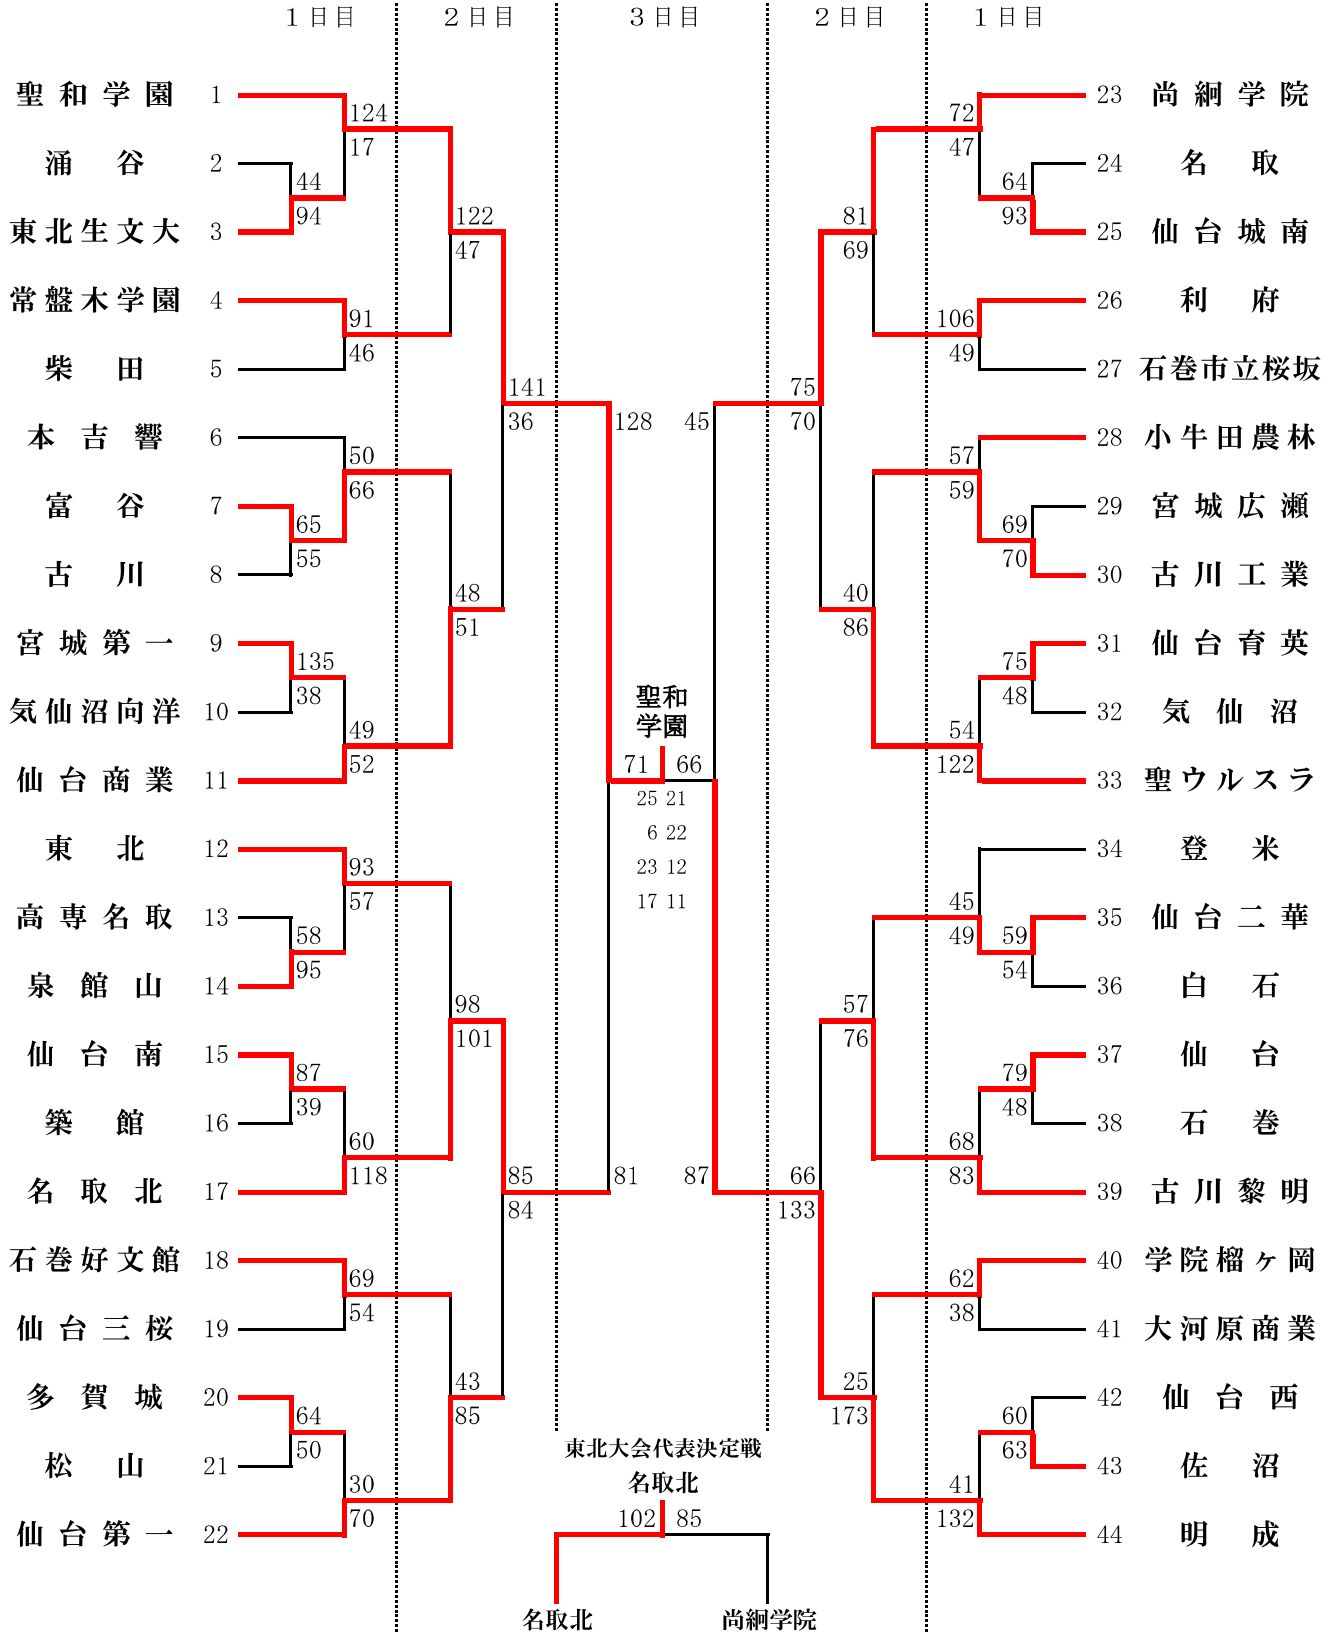 1日目 2日目 3日目 2日目 1日目
聖和学園 1
124
17
涌谷 2
44
94
東北生文大 3
122
47
常盤木学園 4
91
46
柴田 5
141
36
本吉響 6
50
66
富谷 7
65
55
古川 8
48
51
宮城第一 9
135
38
気仙沼向洋 10
49
52
仙台商業 11
東北 12
93
57
高専名取 13
58
95
泉館山 14
98
101
仙台南 15
87
39
築館 16
60
118
名取北 17
85
84
石巻好文館 18
69
54
仙台三桜 19
多賀城 20
64
50
43
85
松山 21
30
70
仙台第一 22
128 45
聖和
学園
71 66
25 21
6 22
23 12
17 11
81 87
23 尚絅学院
72
47
24 名取
64
93
25 仙台城南
81
69
26 利府
106
49
27 石巻市立桜坂
75
70
28 小牛田農林
57
59
29 宮城広瀬
69
70
30 古川工業
40
86
31 仙台育英
75
48
32 気仙沼
54
122
33 聖ウルスラ
34 登米
45
49
35 仙台二華
59
54
36 白石
57
76
37 仙台
79
48
38 石巻
68
83
39 古川黎明
66
133
40 学院榴ヶ岡
62
38
41 大河原商業
25
173
42 仙台西
60
63
43 佐沼
41
132
44 明成
東北大会代表決定戦
名取北
102 85
名取北 尚絅学院